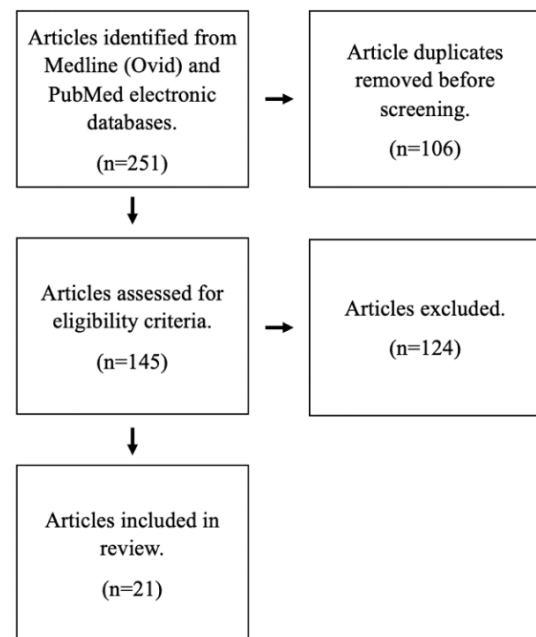 Articles identified from
Medline (Ovid) and
PubMed electronic
databases.
(n=251)
Article duplicates
removed before
screening.
(n=106)
Articles assessed for
eligibility criteria.
(n=145)
Articles excluded.
(n=124)
Articles included in
review.
(n=21)